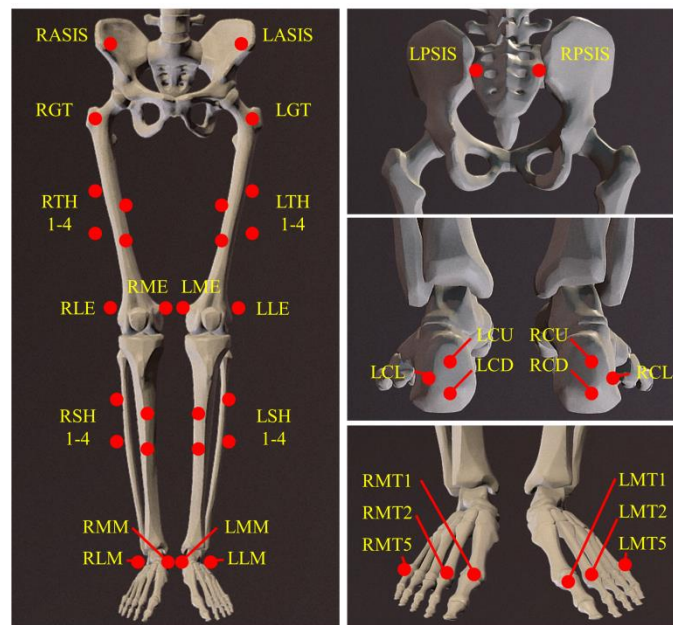 RASIS LASIS
RGT LGT
RTH LTH
1-4 1-4
RME LME
RLE LLE
RSH LSH
1-4 1-4
RMM LMM
RLM LLM
LPSIS RPSIS
LCU RCU
LCL LCD RCD RCL
RMT1 LMT1
RMT2 LMT2
RMT5 LMT5